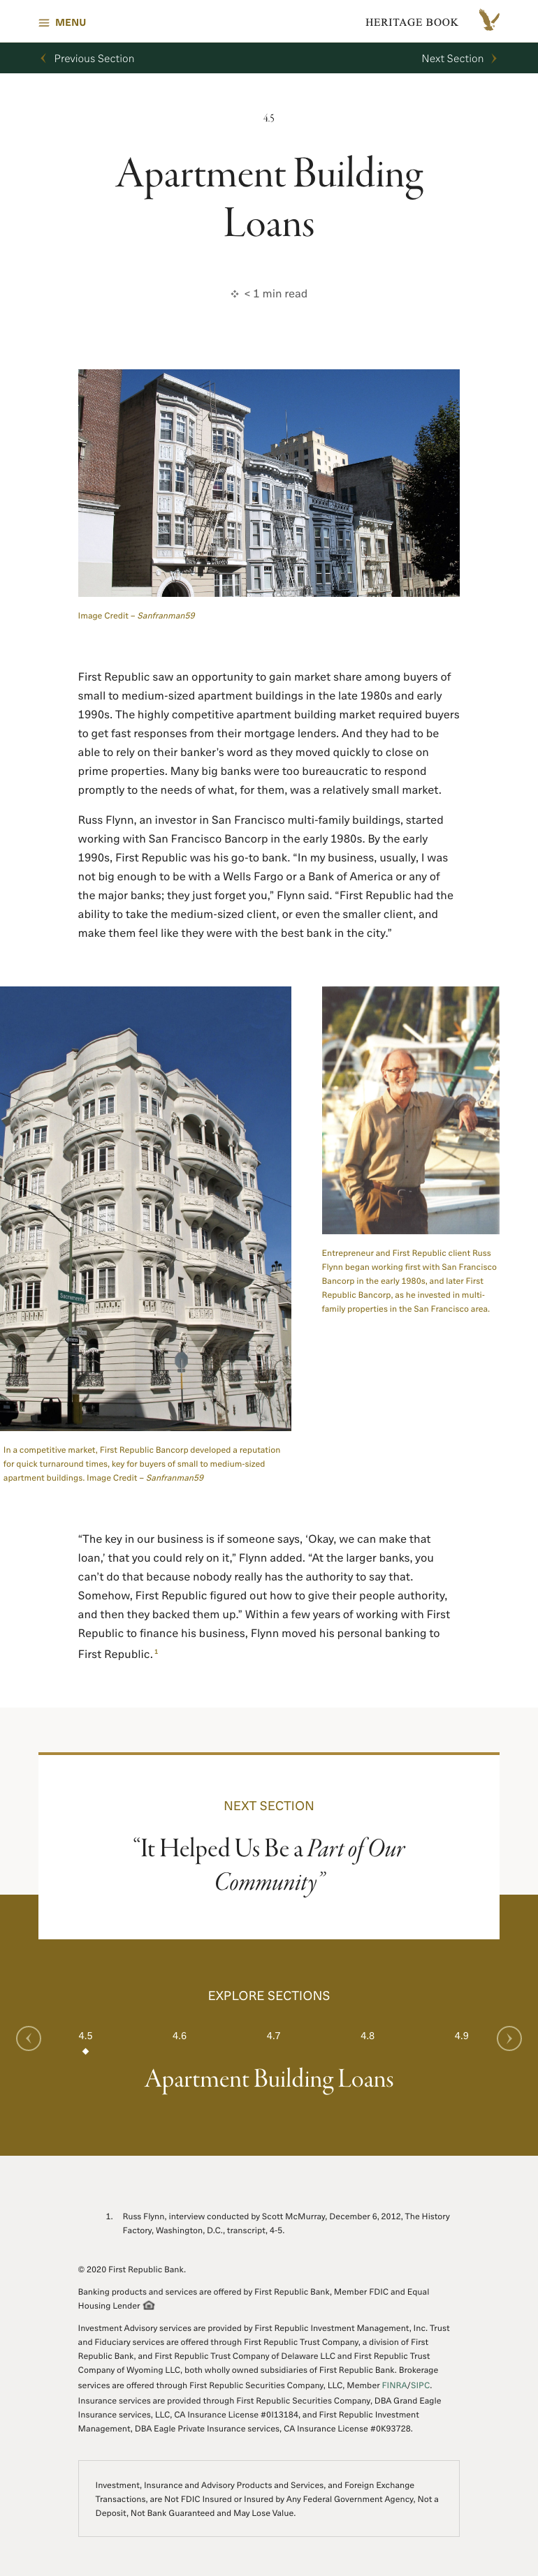 MENU
HERITAGE BOOK
Previous Section
Next Section
4.5
Apartment Building
Loans
< 1 min read
Image Credit – Sanfranman59
First Republic saw an opportunity to gain market share among buyers of
small to medium-sized apartment buildings in the late 1980s and early
1990s. The highly competitive apartment building market required buyers
to get fast responses from their mortgage lenders. And they had to be
able to rely on their banker’s word as they moved quickly to close on
prime properties. Many big banks were too bureaucratic to respond
promptly to the needs of what, for them, was a relatively small market.
Russ Flynn, an investor in San Francisco multi-family buildings, started
working with San Francisco Bancorp in the early 1980s. By the early
1990s, First Republic was his go-to bank. “In my business, usually, I was
not big enough to be with a Wells Fargo or a Bank of America or any of
the major banks; they just forget you,” Flynn said. “First Republic had the
ability to take the medium-sized client, or even the smaller client, and
make them feel like they were with the best bank in the city.”
Sacramento
Entrepreneur and First Republic client Russ
Flynn began working first with San Francisco
Bancorp in the early 1980s, and later First
Republic Bancorp, as he invested in multi-
family properties in the San Francisco area.
In a competitive market, First Republic Bancorp developed a reputation
for quick turnaround times, key for buyers of small to medium-sized
apartment buildings. Image Credit – Sanfranman59
“The key in our business is if someone says, ‘Okay, we can make that
loan,’ that you could rely on it,” Flynn added. “At the larger banks, you
can’t do that because nobody really has the authority to say that.
Somehow, First Republic figured out how to give their people authority,
and then they backed them up.” Within a few years of working with First
Republic to finance his business, Flynn moved his personal banking to
First Republic. 1
NEXT SECTION
“It Helped Us Be a Part of Our
Community”
EXPLORE SECTIONS
4.5 4.6 4.7 4.8 4.9
Apartment Building Loans
1. Russ Flynn, interview conducted by Scott McMurray, December 6, 2012, The History
Factory, Washington, D.C., transcript, 4-5.
© 2020 First Republic Bank.
Banking products and services are offered by First Republic Bank, Member FDIC and Equal
Housing Lender
Investment Advisory services are provided by First Republic Investment Management, Inc. Trust
and Fiduciary services are offered through First Republic Trust Company, a division of First
Republic Bank, and First Republic Trust Company of Delaware LLC and First Republic Trust
Company of Wyoming LLC, both wholly owned subsidiaries of First Republic Bank. Brokerage
services are offered through First Republic Securities Company, LLC, Member FINRA/SIPC.
Insurance services are provided through First Republic Securities Company, DBA Grand Eagle
Insurance services, LLC, CA Insurance License #0I13184, and First Republic Investment
Management, DBA Eagle Private Insurance services, CA Insurance License #0K93728.
Investment, Insurance and Advisory Products and Services, and Foreign Exchange
Transactions, are Not FDIC Insured or Insured by Any Federal Government Agency, Not a
Deposit, Not Bank Guaranteed and May Lose Value.